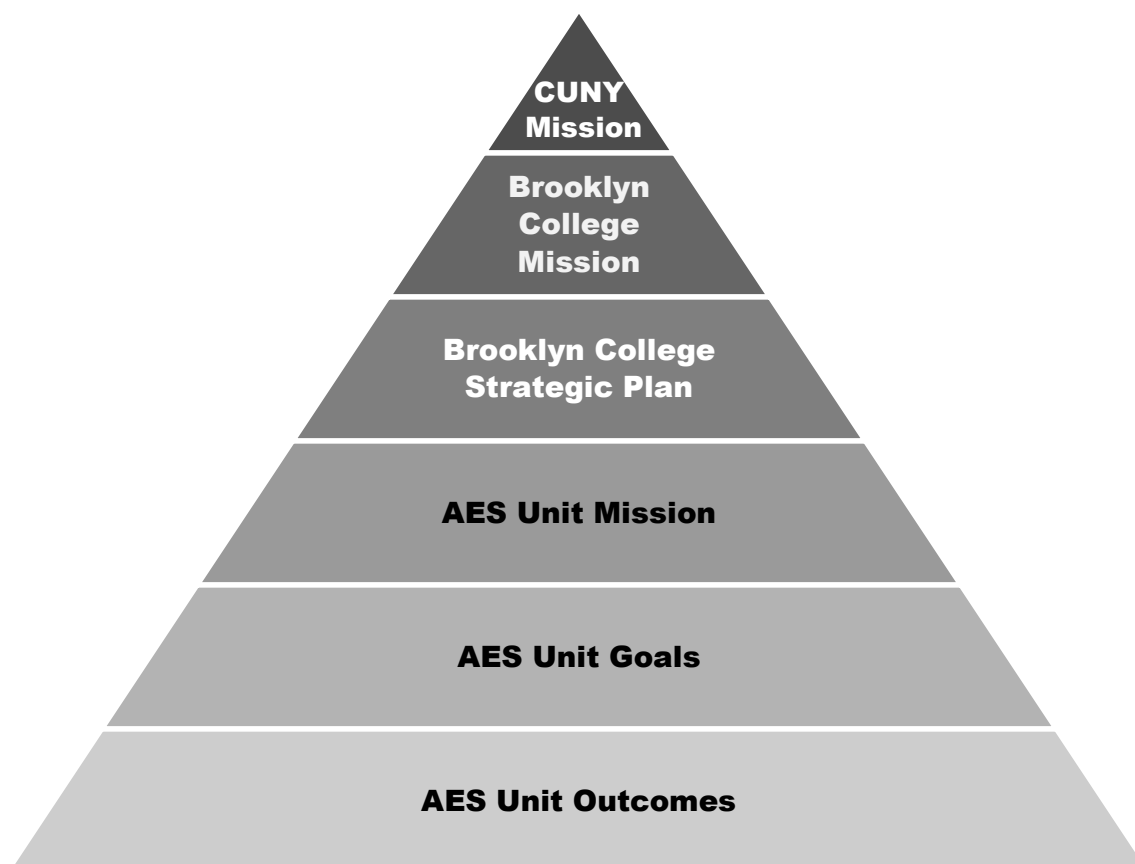 CUNY
Mission
Brooklyn
College
Mission
Brooklyn College
Strategic Plan
AES Unit Mission
AES Unit Goals
AES Unit Outcomes